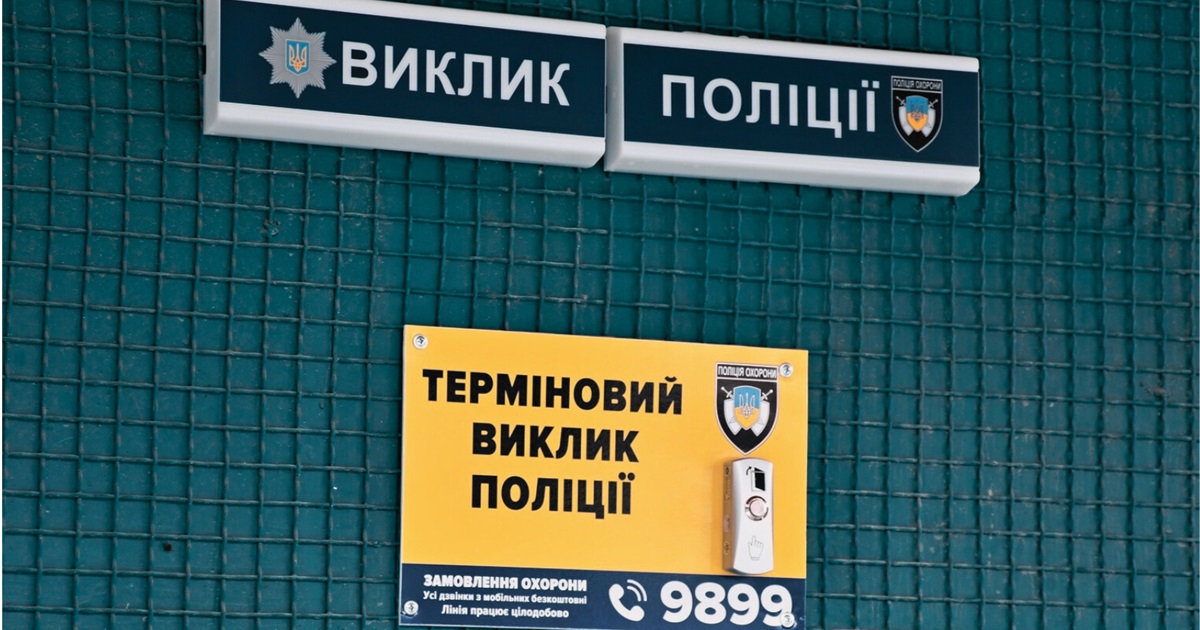 ВИКЛИК
ПОЛІЦІЇ
ПОЛІЦІЯ ОХОРОНИ
ТЕРМІНОВИЙ
ВИКЛИК
ПОЛІЦІЇ
ПОЛІЦІЯ ОХОРОНИ
ЗАМОВЛЕННЯ ОХОРОНИ
Усі дзвінки з мобільних безкоштовні
Лінія працює цілодобово
9899